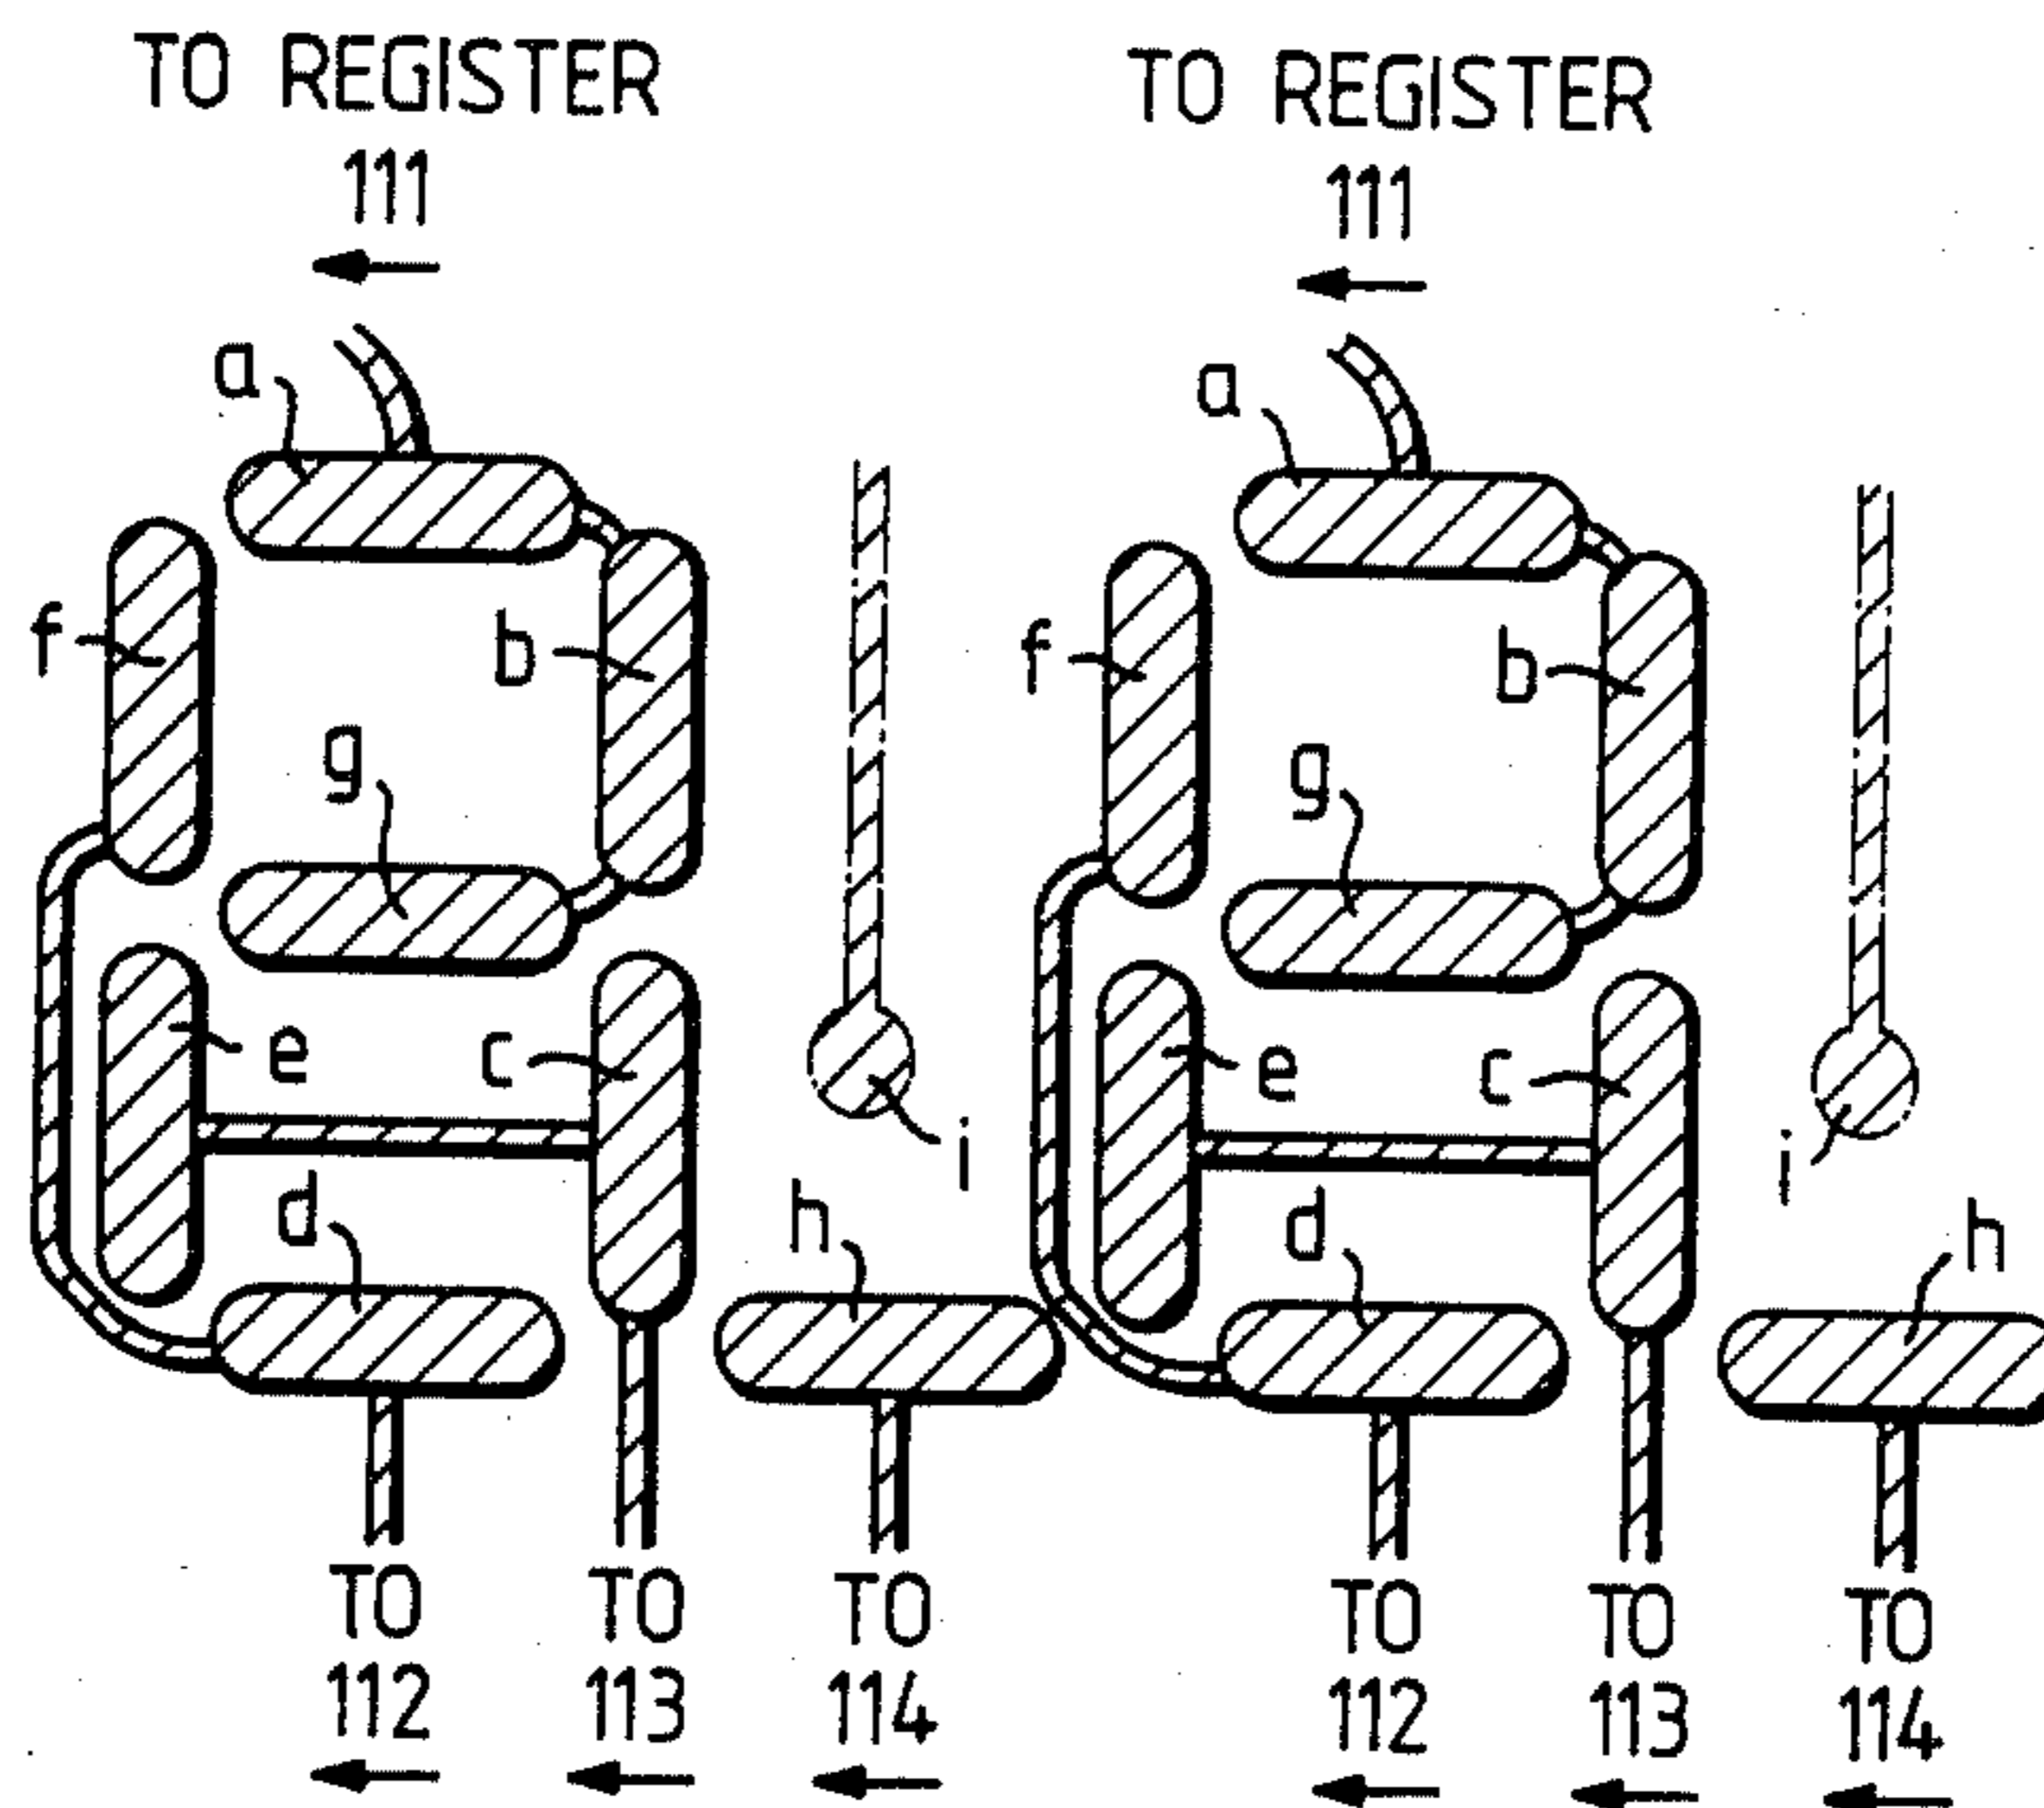 TO REGISTER TO REGISTER
111 111
a a
f b f b
g g
e c e c
i i
d h d h
TO TO TO TO TO TO
112 113 114 112 113 114